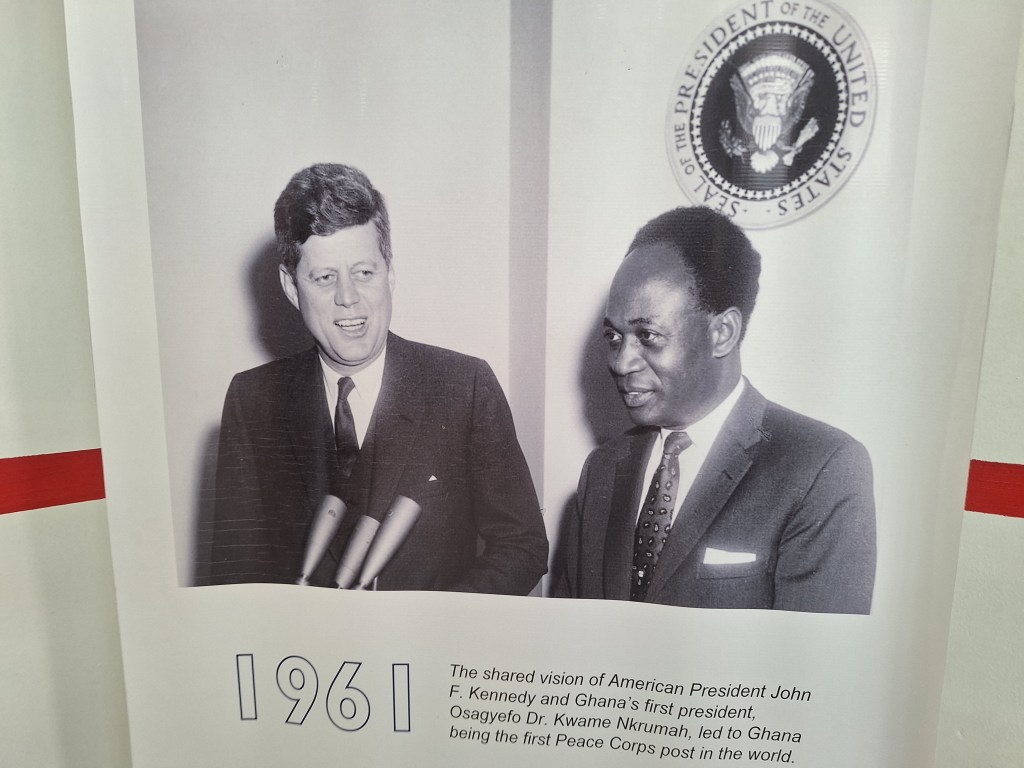 SEAL OF THE PRESIDENT OF THE UNITED STATES
1961
The shared vision of American President John
F. Kennedy and Ghana's first president,
Osagyefo Dr. Kwame Nkrumah, led to Ghana
being the first Peace Corps post in the world.